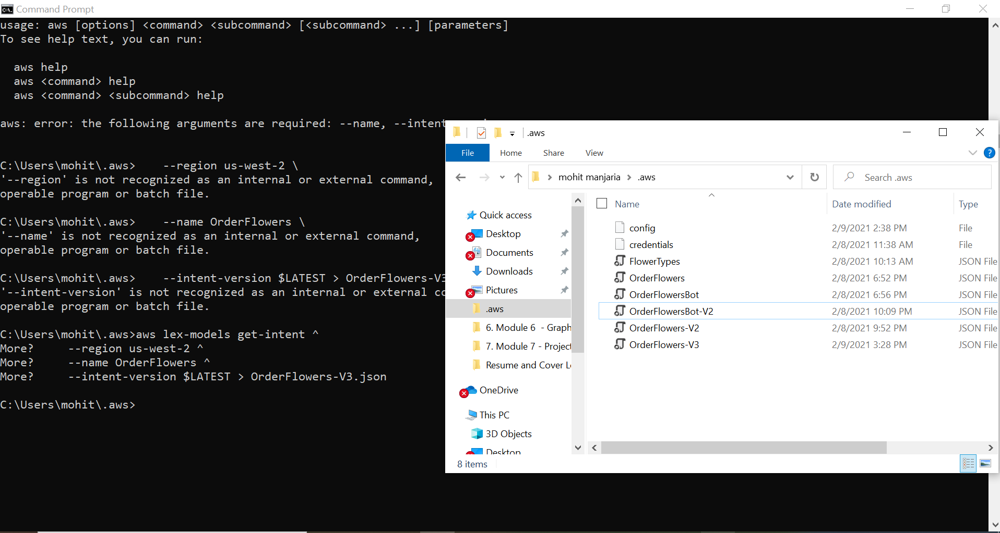 Command Prompt
usage: aws [options] <command> <subcommand> [<subcommand> ...] [parameters]
To see help text, you can run:
aws help
aws <command> help
aws <command> <subcommand> help
aws: error: the following arguments are required: --name, --intent
C:\Users\mohit\.aws>    --region us-west-2 \
'--region' is not recognized as an internal or external command,
operable program or batch file.
C:\Users\mohit\.aws>    --name OrderFlowers \
'--name' is not recognized as an internal or external command,
operable program or batch file.
C:\Users\mohit\.aws>    --intent-version $LATEST > OrderFlowers-V3
'--intent-version' is not recognized as an internal or external co
operable program or batch file.
C:\Users\mohit\.aws>aws lex-models get-intent ^
More?     --region us-west-2 ^
More?     --name OrderFlowers ^
More?     --intent-version $LATEST > OrderFlowers-V3.json
C:\Users\mohit\.aws>
.aws
File Home Share View
mohit manjaria > .aws
Search .aws
Quick access
Desktop
Documents
Downloads
Pictures
.aws
6. Module 6  - Graph
7. Module 7 - Project
Resume and Cover L
OneDrive
This PC
3D Objects
Desktop
Name Date modified Type
config 2/9/2021 2:38 PM File
credentials 2/8/2021 11:38 AM File
FlowerTypes 2/8/2021 10:13 AM JSON File
OrderFlowers 2/8/2021 6:52 PM JSON File
OrderFlowersBot 2/8/2021 6:56 PM JSON File
OrderFlowersBot-V2 2/8/2021 10:09 PM JSON File
OrderFlowers-V2 2/8/2021 9:52 PM JSON File
OrderFlowers-V3 2/9/2021 3:28 PM JSON File
8 items